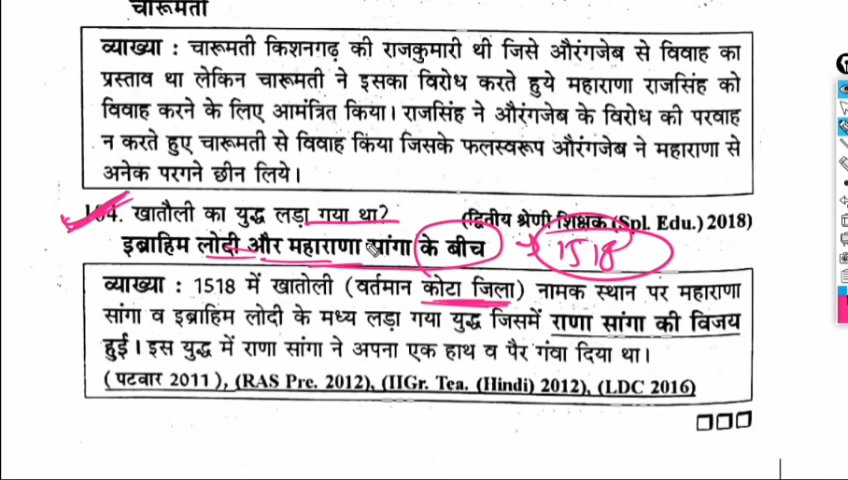 चारूमती
व्याख्या : चारूमती किशनगढ़ की राजकुमारी थी जिसे औरंगजेब से विवाह का
प्रस्ताव था लेकिन चारूमती ने इसका विरोध करते हुये महाराणा राजसिंह को
विवाह करने के लिए आमंत्रित किया। राजसिंह ने औरंगजेब के विरोध की परवाह
न करते हुए चारूमती से विवाह किया जिसके फलस्वरूप औरंगजेब ने महाराणा से
अनेक परगने छीन लिये।
104. खातौली का युद्ध लड़ा गया था? (द्वितीय श्रेणी शिक्षक (Spl. Edu.) 2018)
इब्राहिम लोदी और महाराणा सांगा के बीच 1518
व्याख्या : 1518 में खातोली (वर्तमान कोटा जिला) नामक स्थान पर महाराणा
सांगा व इब्राहिम लोदी के मध्य लड़ा गया युद्ध जिसमें राणा सांगा की विजय
हुई। इस युद्ध में राणा सांगा ने अपना एक हाथ व पैर गंवा दिया था।
(पटवार 2011), (RAS Pre. 2012), (IIGr. Tea. (Hindi) 2012), (LDC 2016)